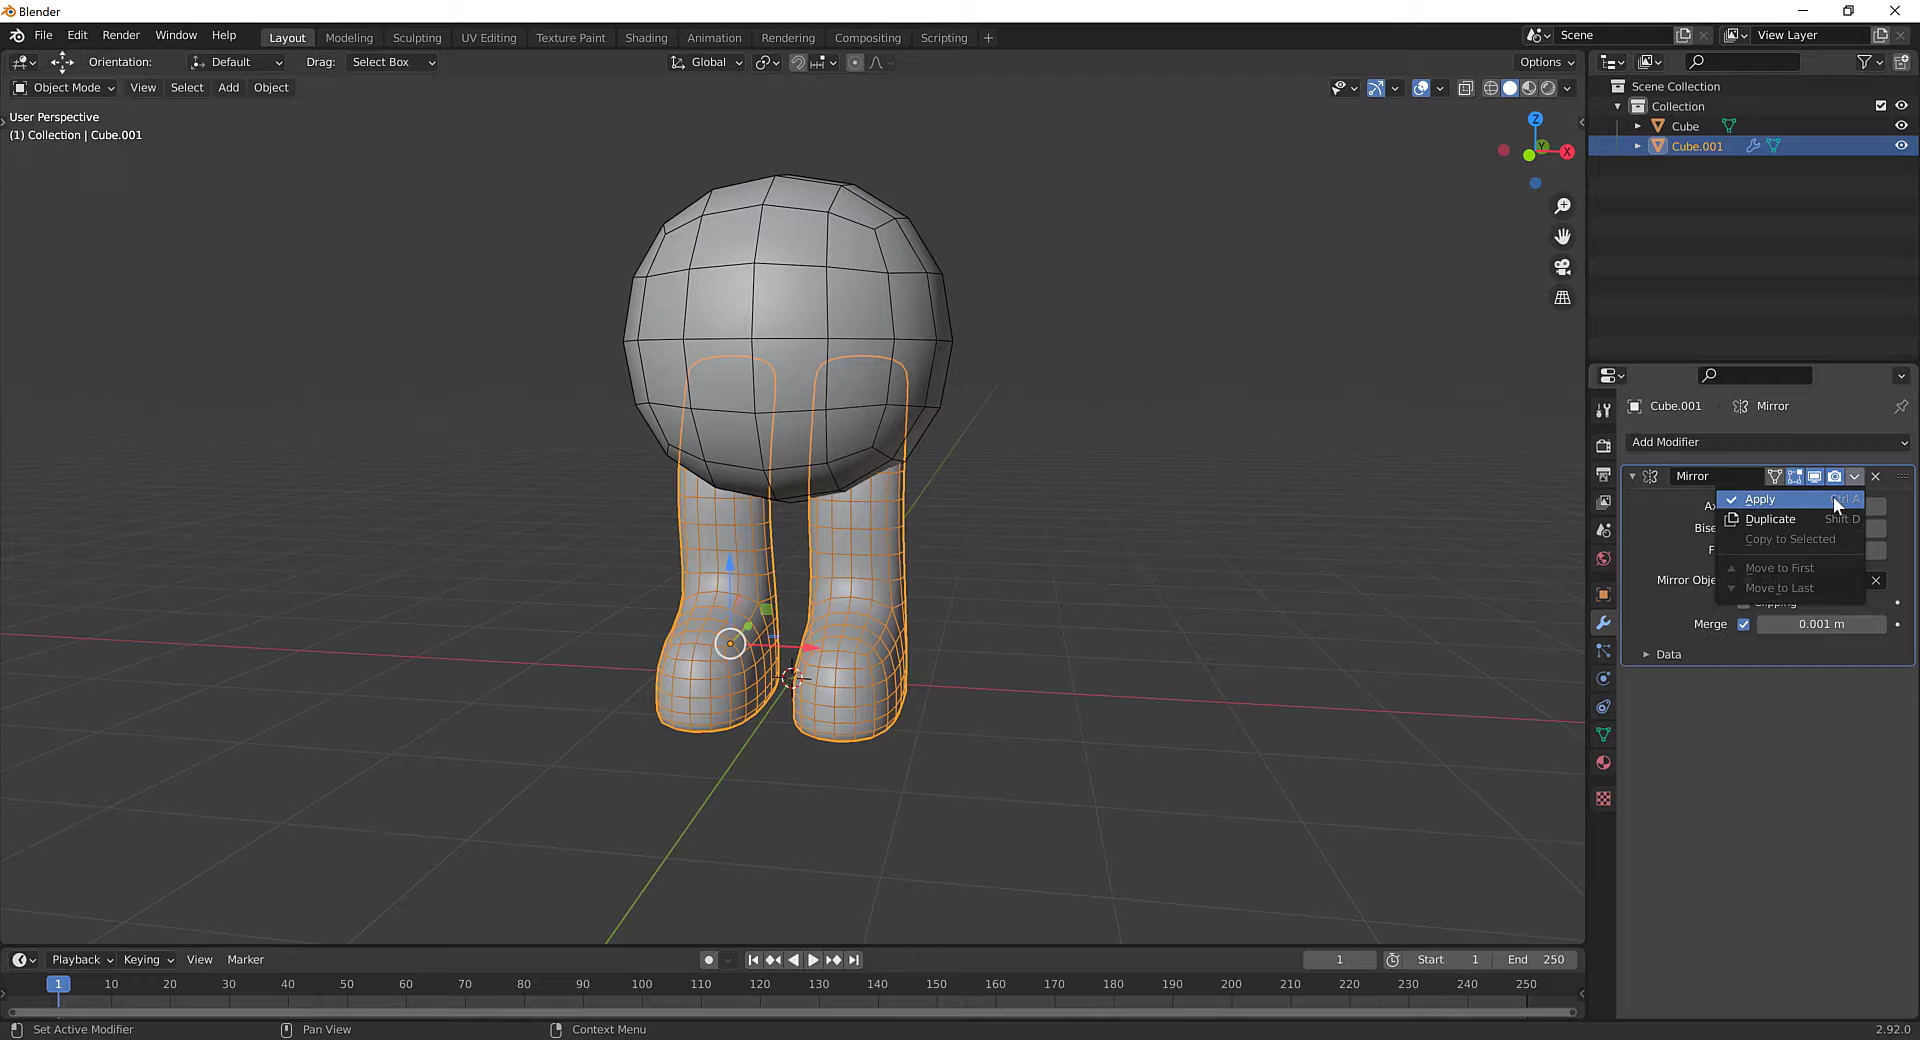 Blender
File Edit Render Window Help Layout Modeling Sculpting UV Editing Texture Paint Shading Animation Rendering Compositing Scripting + Scene View Layer
Orientation: Default Drag: Select Box Global Options
Object Mode View Select Add Object
User Perspective
(1) Collection | Cube.001
Z
Y
X
Scene Collection
Collection
Cube
Cube.001
Cube.001 Mirror
Add Modifier
Mirror
Apply Ctrl A
Ax
Duplicate Shift D
Bise
Copy to Selected
F
Move to First
Mirror Obje
Move to Last
Clipping
Merge 0.001 m
Data
Playback Keying View Marker 1 Start 1 End 250
1 10 20 30 40 50 60 70 80 90 100 110 120 130 140 150 160 170 180 190 200 210 220 230 240 250
Set Active Modifier Pan View Context Menu 2.92.0